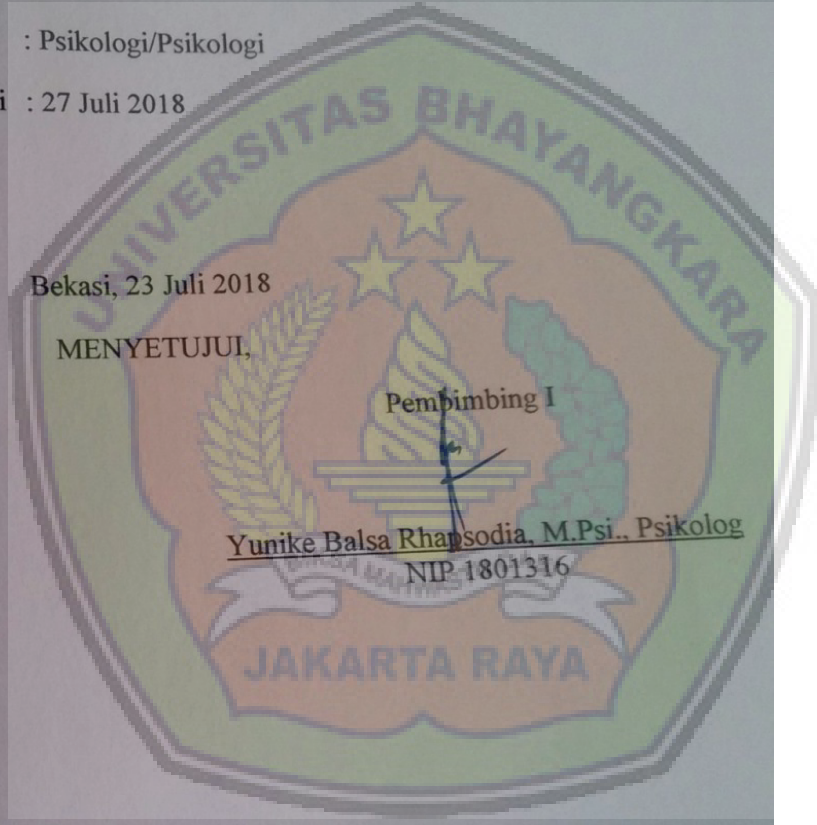 : Psikologi/Psikologi
i : 27 Juli 2018
UNIVERSITAS BHAYANGKARA
Bekasi, 23 Juli 2018
MENYETUJUI,
Pembimbing I
Yunike Balsa Rhapsodia, M.Psi., Psikolog
NIP 1801316
JAKARTA RAYA